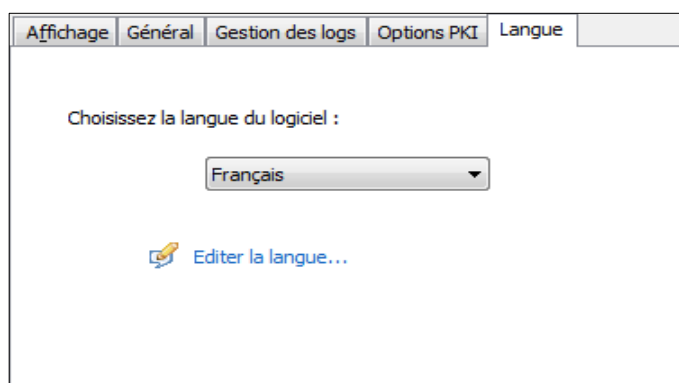 Affichage Général Gestion des logs Options PKI Langue
Choisissez la langue du logiciel :
Français
Editer la langue...